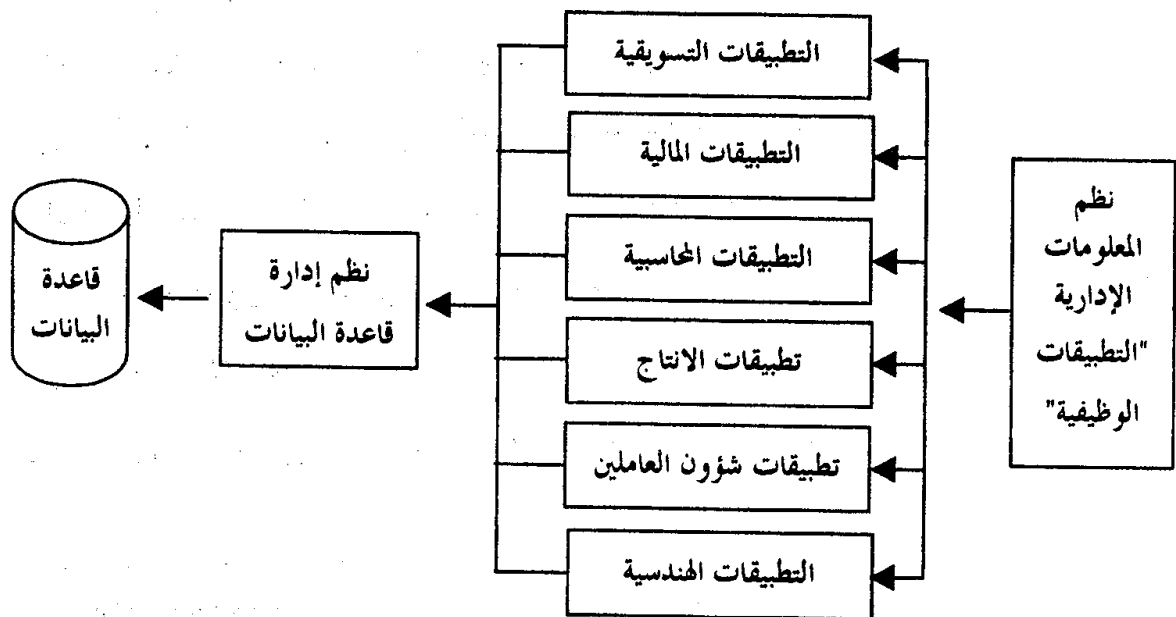 نظم
المعلومات
الإدارية
"التطبيقات
الوظيفية"
التطبيقات التسويقية
التطبيقات المالية
التطبيقات المحاسبية
تطبيقات الانتاج
تطبيقات شؤون العاملين
التطبيقات الهندسية
نظم إدارة
قاعدة البيانات
قاعدة
البيانات